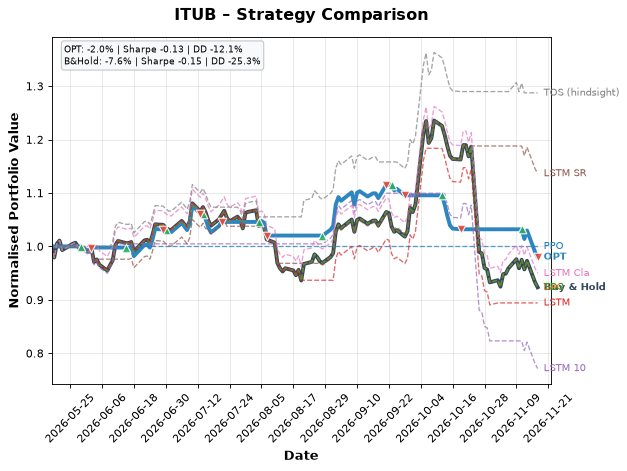 ITUB – Strategy Comparison
OPT: -2.0% | Sharpe -0.13 | DD -12.1%
B&Hold: -7.6% | Sharpe -0.15 | DD -25.3%
Normalised Portfolio Value
1.3
1.2
1.1
1.0
0.9
0.8
TOS (hindsight)
LSTM SR
PPO
OPT
LSTM Cla
Buy & Hold
LSTM
LSTM 10
2026-05-25
2026-06-06
2026-06-18
2026-06-30
2026-07-12
2026-07-24
2026-08-05
2026-08-17
2026-08-29
2026-09-10
2026-09-22
2026-10-04
2026-10-16
2026-10-28
2026-11-09
2026-11-21
Date